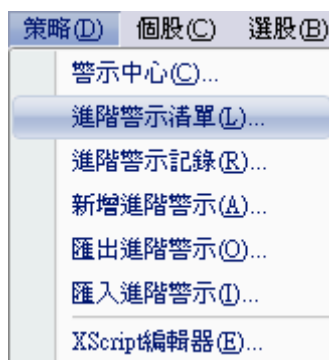 策略(D) 個股(C) 選股(B)
警示中心(C)...
進階警示清單(L)...
進階警示記錄(R)...
新增進階警示(A)...
匯出進階警示(O)...
匯入進階警示(I)...
XScript編輯器(E)...